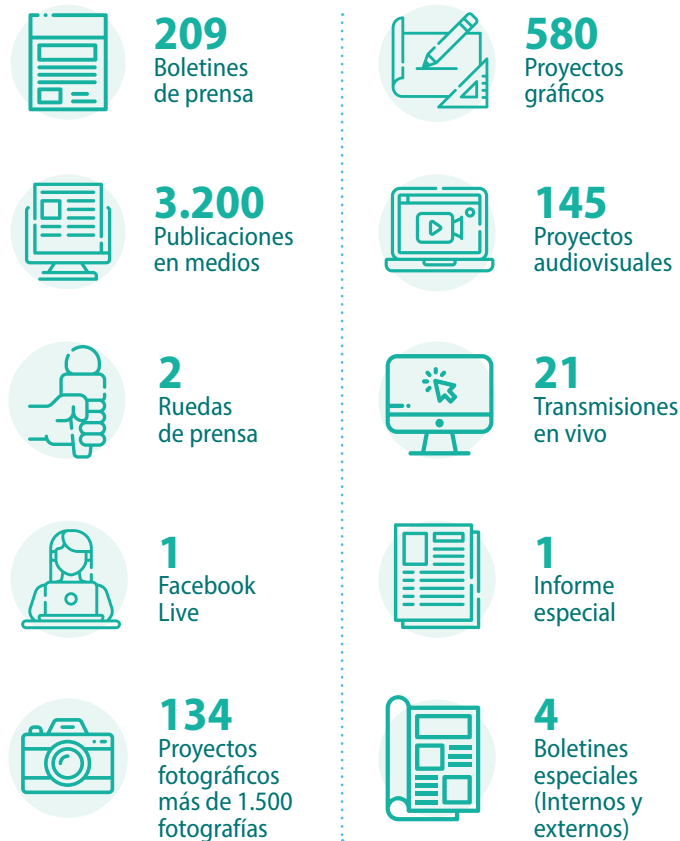 209
Boletines
de prensa
3.200
Publicaciones
en medios
2
Ruedas
de prensa
1
Facebook
Live
134
Proyectos
fotográficos
más de 1.500
fotografías
580
Proyectos
gráficos
145
Proyectos
audiovisuales
21
Transmisiones
en vivo
1
Informe
especial
4
Boletines
especiales
(Internos y
externos)